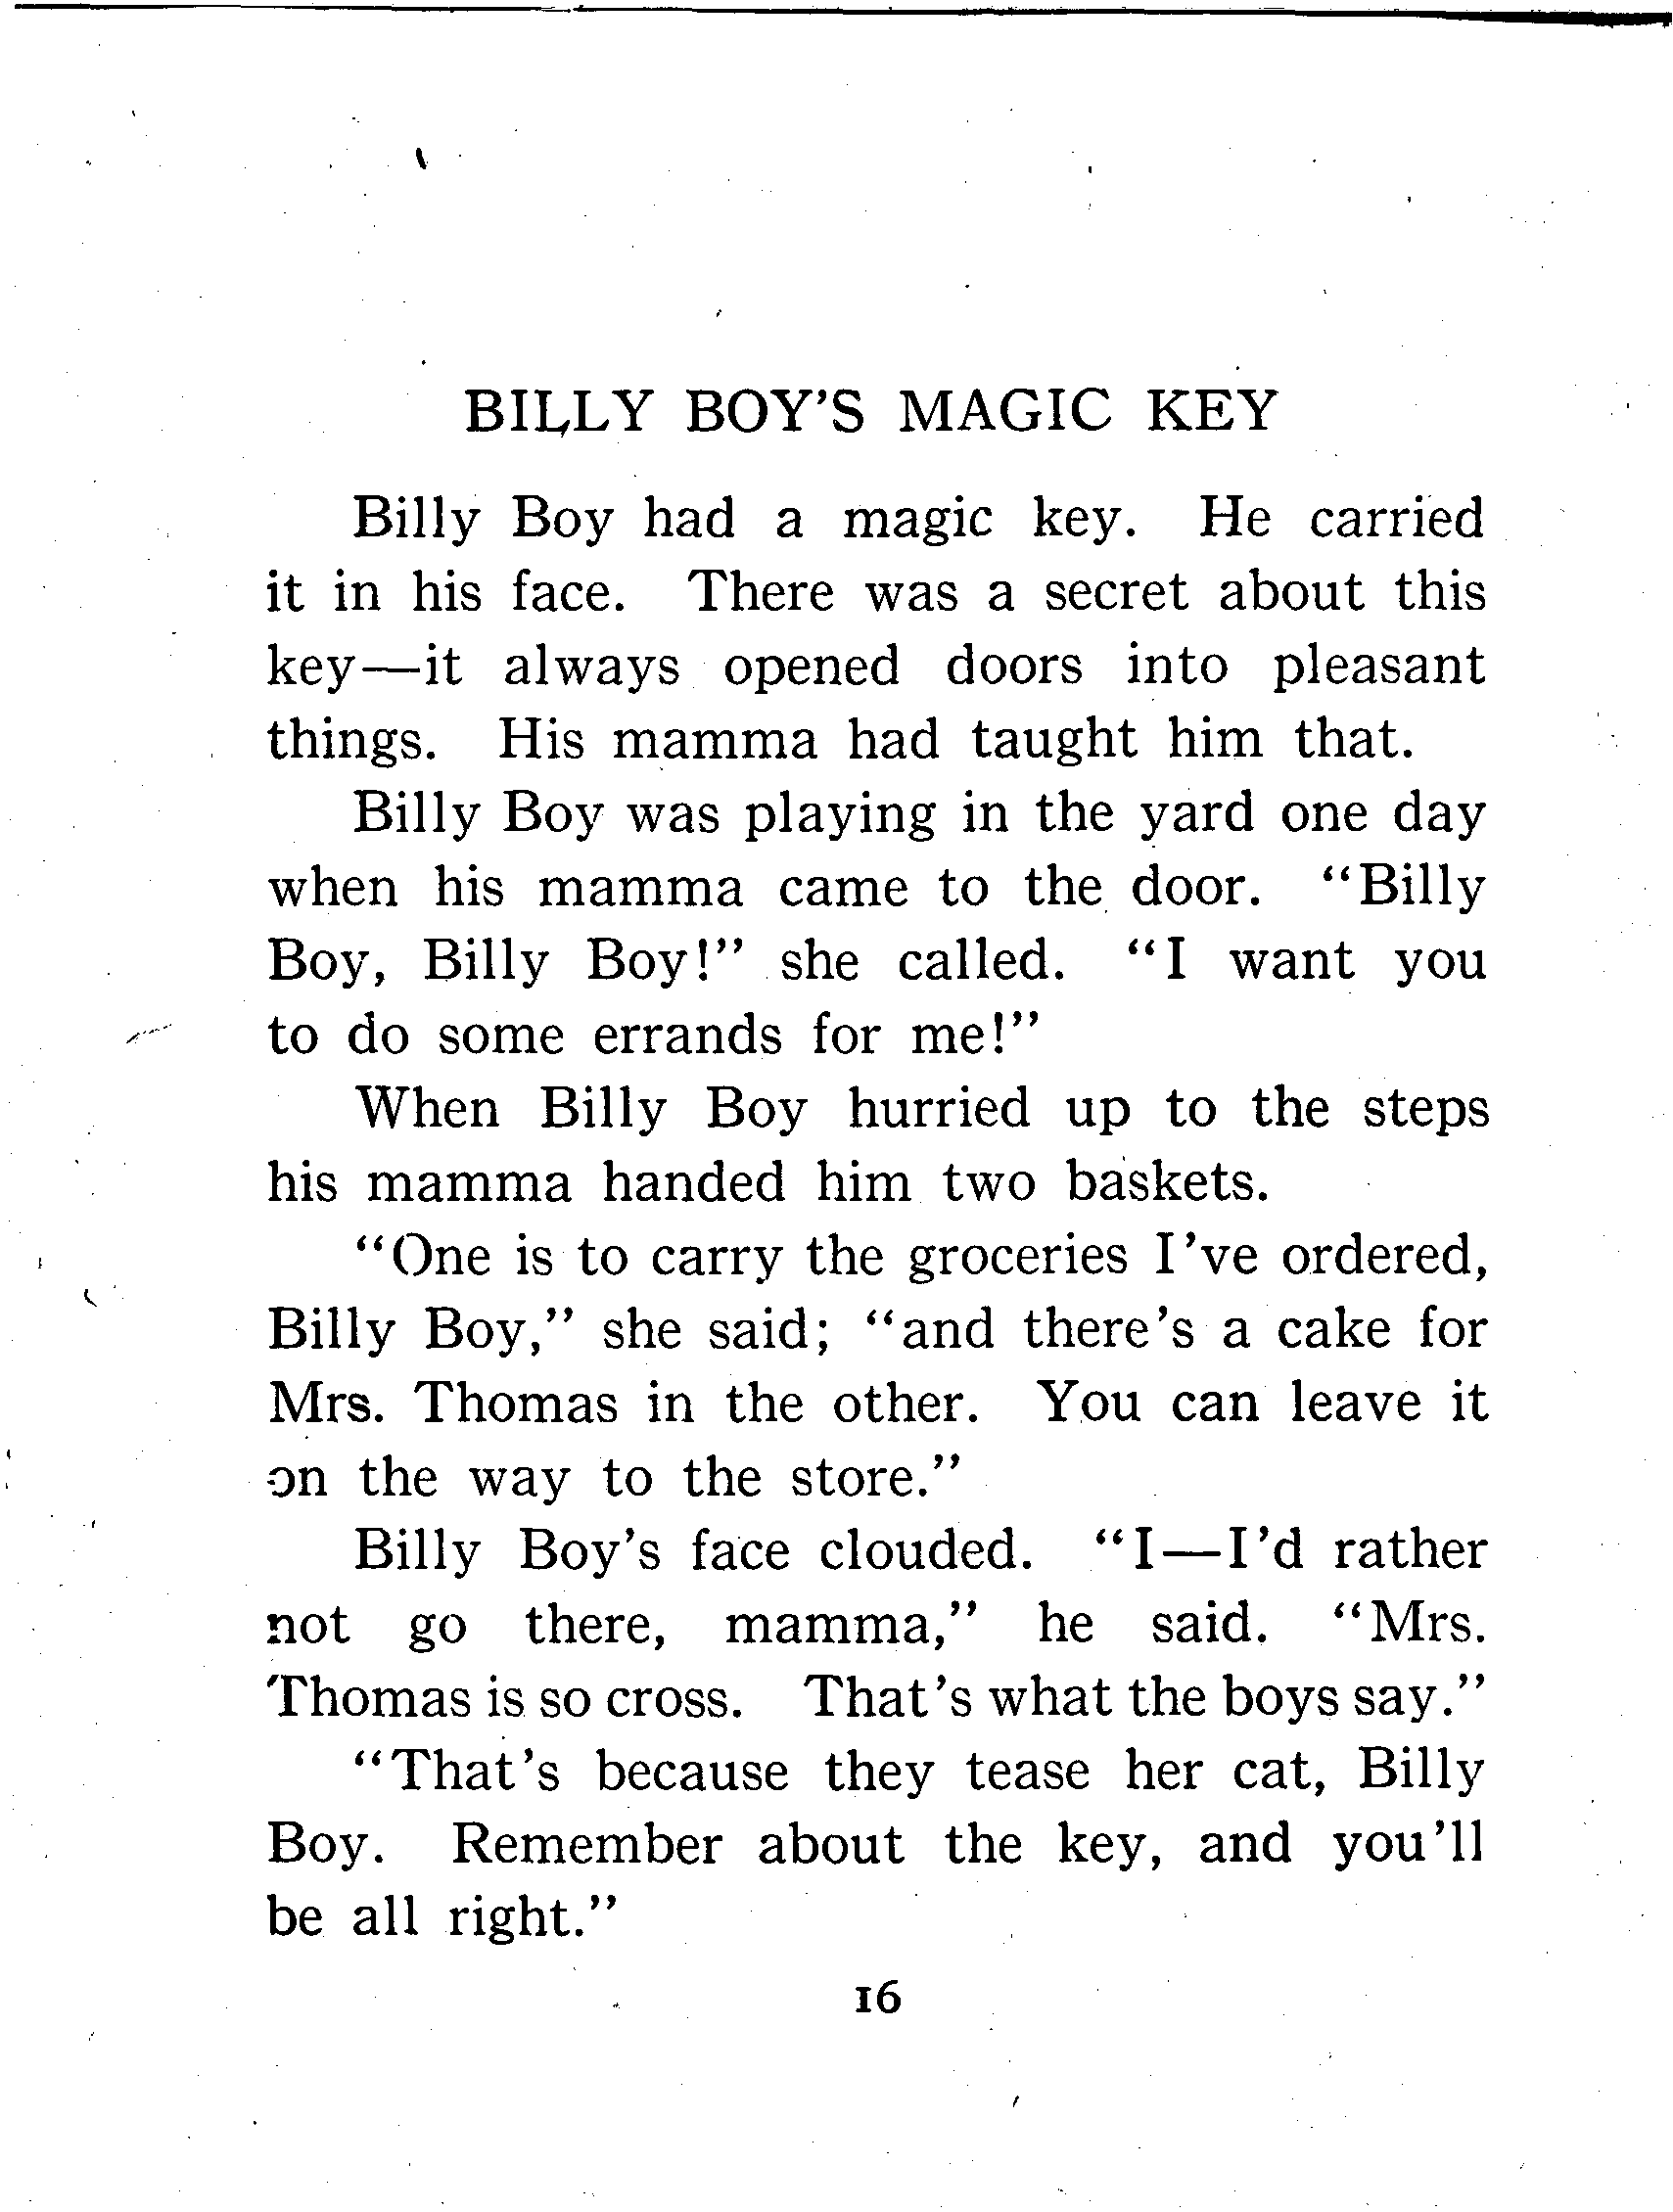 BILLY BOY'S MAGIC KEY
Billy Boy had a magic key. He carried
it in his face. There was a secret about this
key—it always opened doors into pleasant
things. His mamma had taught him that.
Billy Boy was playing in the yard one day
when his mamma came to the door. "Billy
Boy, Billy Boy!" she called. "I want you
to do some errands for me!"
When Billy Boy hurried up to the steps
his mamma handed him two baskets.
"One is to carry the groceries I've ordered,
Billy Boy," she said; "and there's a cake for
Mrs. Thomas in the other. You can leave it
on the way to the store."
Billy Boy's face clouded. "I—I'd rather
not go there, mamma," he said. "Mrs.
Thomas is so cross. That's what the boys say."
"That's because they tease her cat, Billy
Boy. Remember about the key, and you'll
be all right."
16